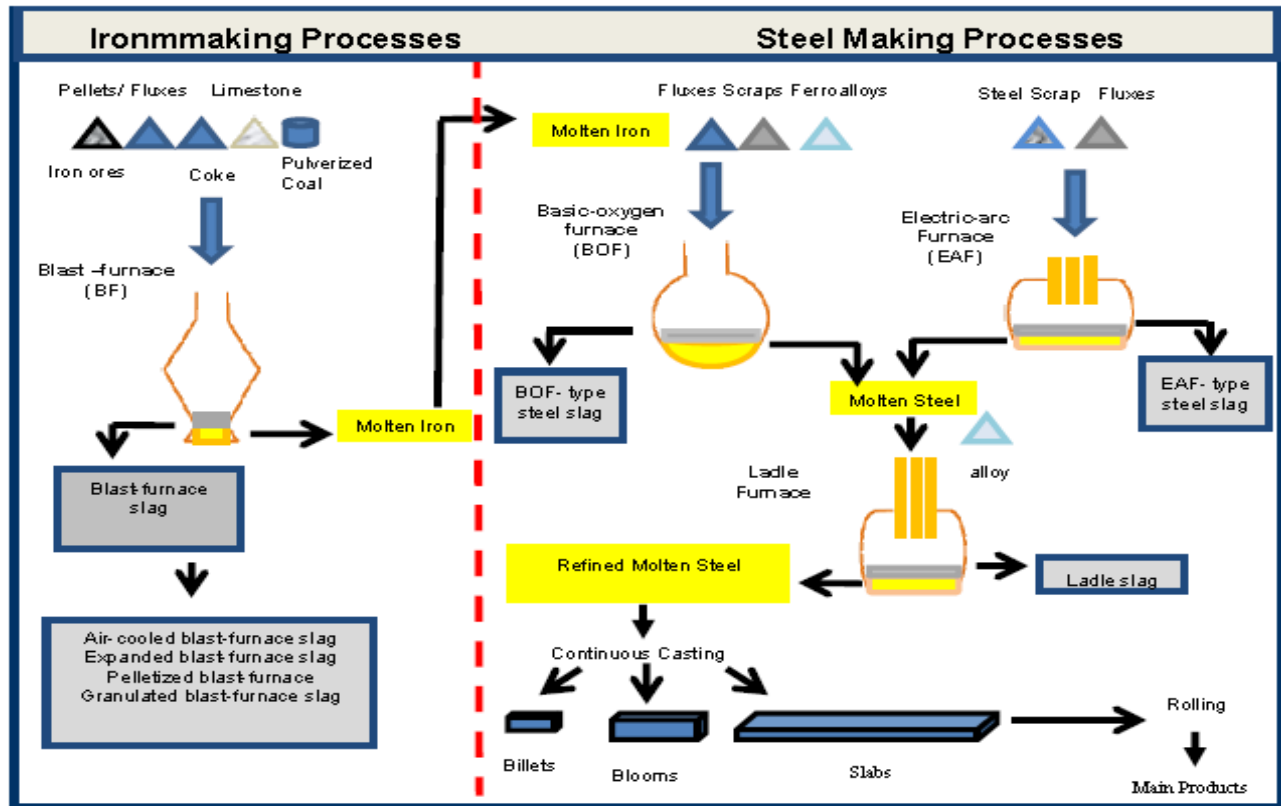 Ironmmaking Processes
Steel Making Processes
Pellets/ Fluxes
Limestone
Iron ores
Coke
Pulverized
Coal
Blast –furnace
(BF)
Molten Iron
Blast-furnace
slag
Air-cooled blast-furnace slag
Expanded blast-furnace slag
Pelletized blast-furnace
Granulated blast-furnace slag
Molten Iron
Fluxes Scraps Ferroalloys
Steel Scrap
Fluxes
Basic-oxygen
furnace
(BOF)
Electric-arc
Furnace
(EAF)
BOF- type
steel slag
Molten Steel
EAF- type
steel slag
Ladle
Furnace
alloy
Refined Molten Steel
Ladle slag
Continuous Casting
Billets
Blooms
Slabs
Rolling
Main Products